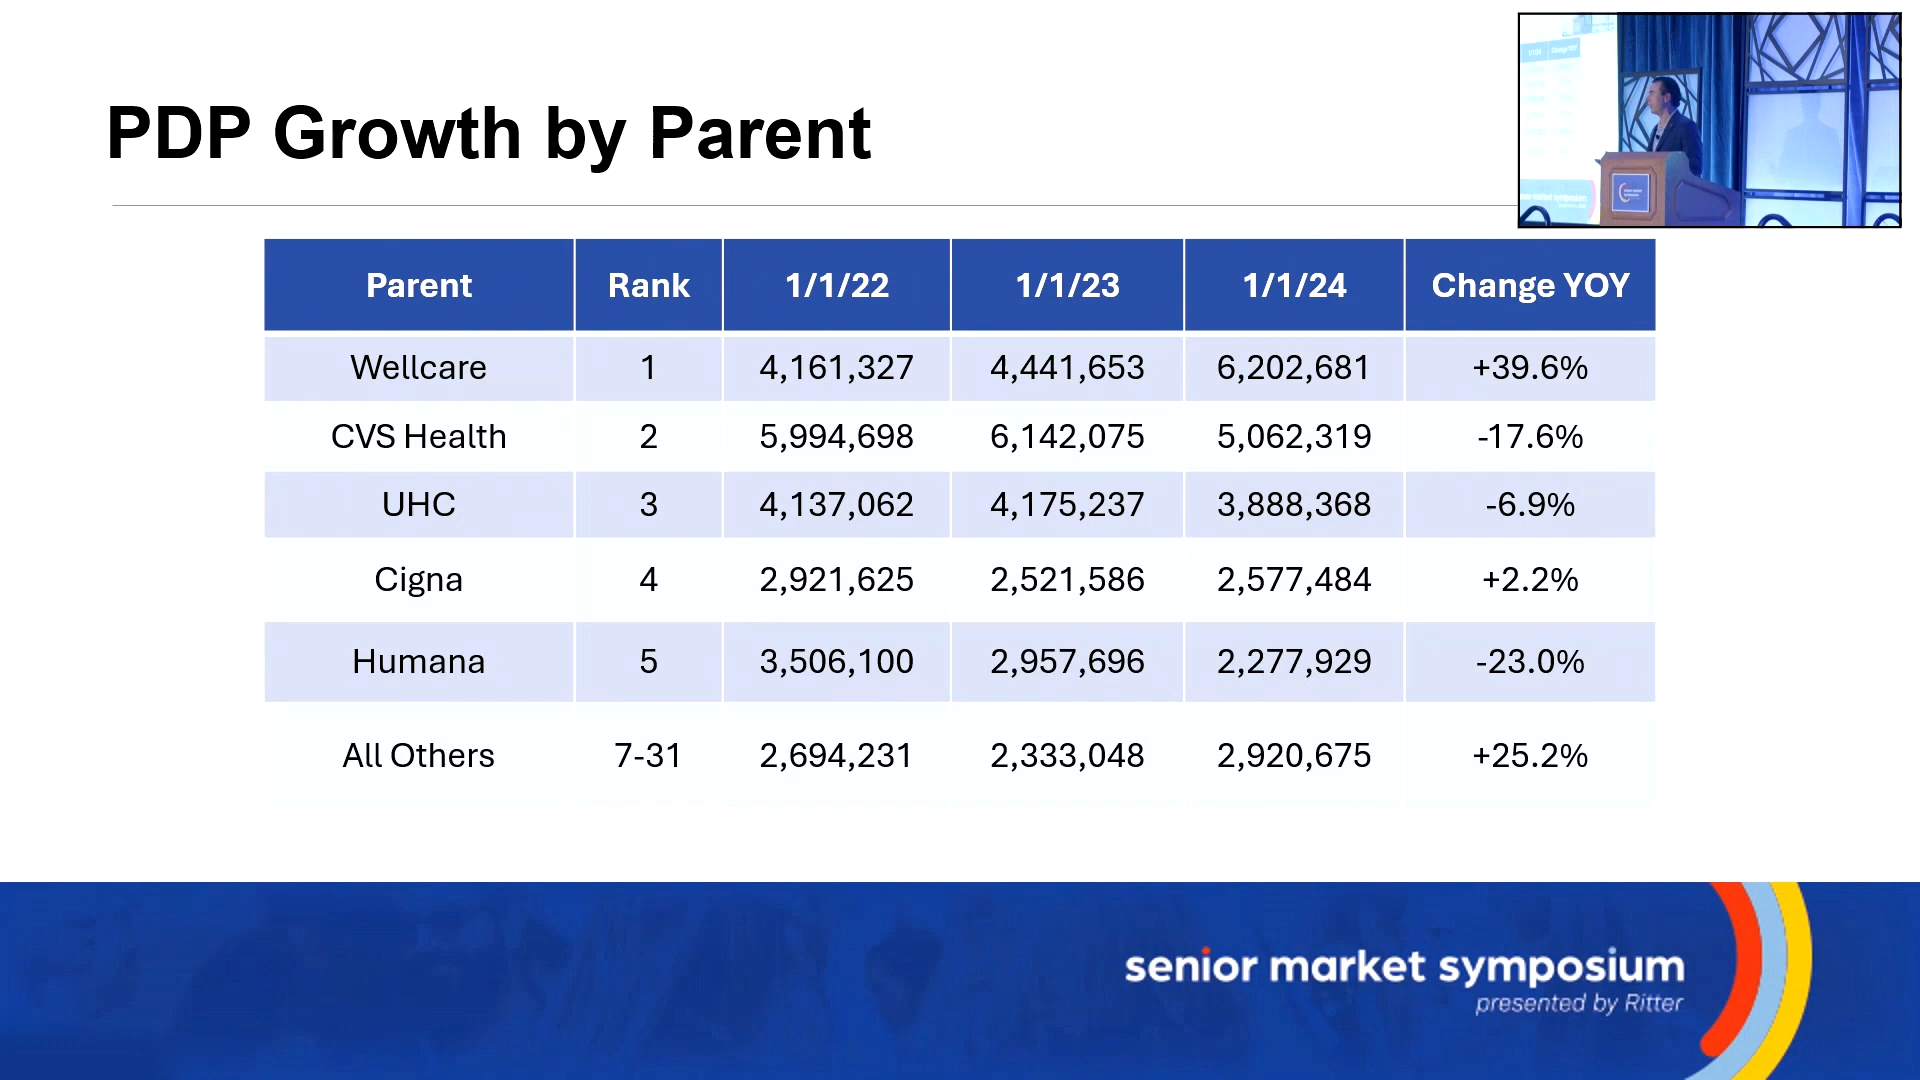 PDP Growth by Parent
Parent Rank 1/1/22 1/1/23 1/1/24 Change YOY
Wellcare 1 4,161,327 4,441,653 6,202,681 +39.6%
CVS Health 2 5,994,698 6,142,075 5,062,319 -17.6%
UHC 3 4,137,062 4,175,237 3,888,368 -6.9%
Cigna 4 2,921,625 2,521,586 2,577,484 +2.2%
Humana 5 3,506,100 2,957,696 2,277,929 -23.0%
All Others 7-31 2,694,231 2,333,048 2,920,675 +25.2%
senior market symposium
presented by Ritter